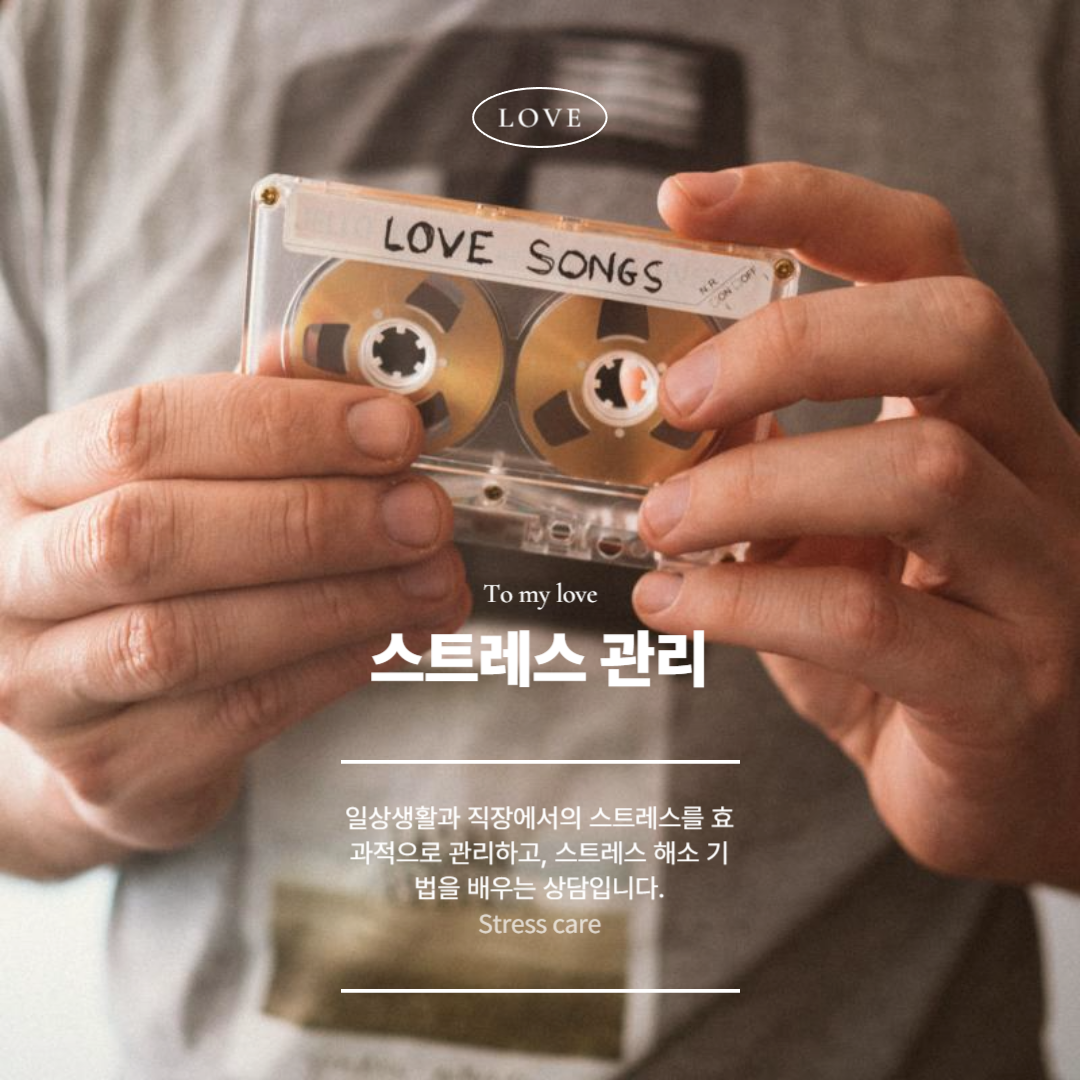 LOVE
LOVE SONGS
N.R.
ON OFF
To my love
스트레스 관리
일상생활과 직장에서의 스트레스를 효
과적으로 관리하고, 스트레스 해소 기
법을 배우는 상담입니다.
Stress care